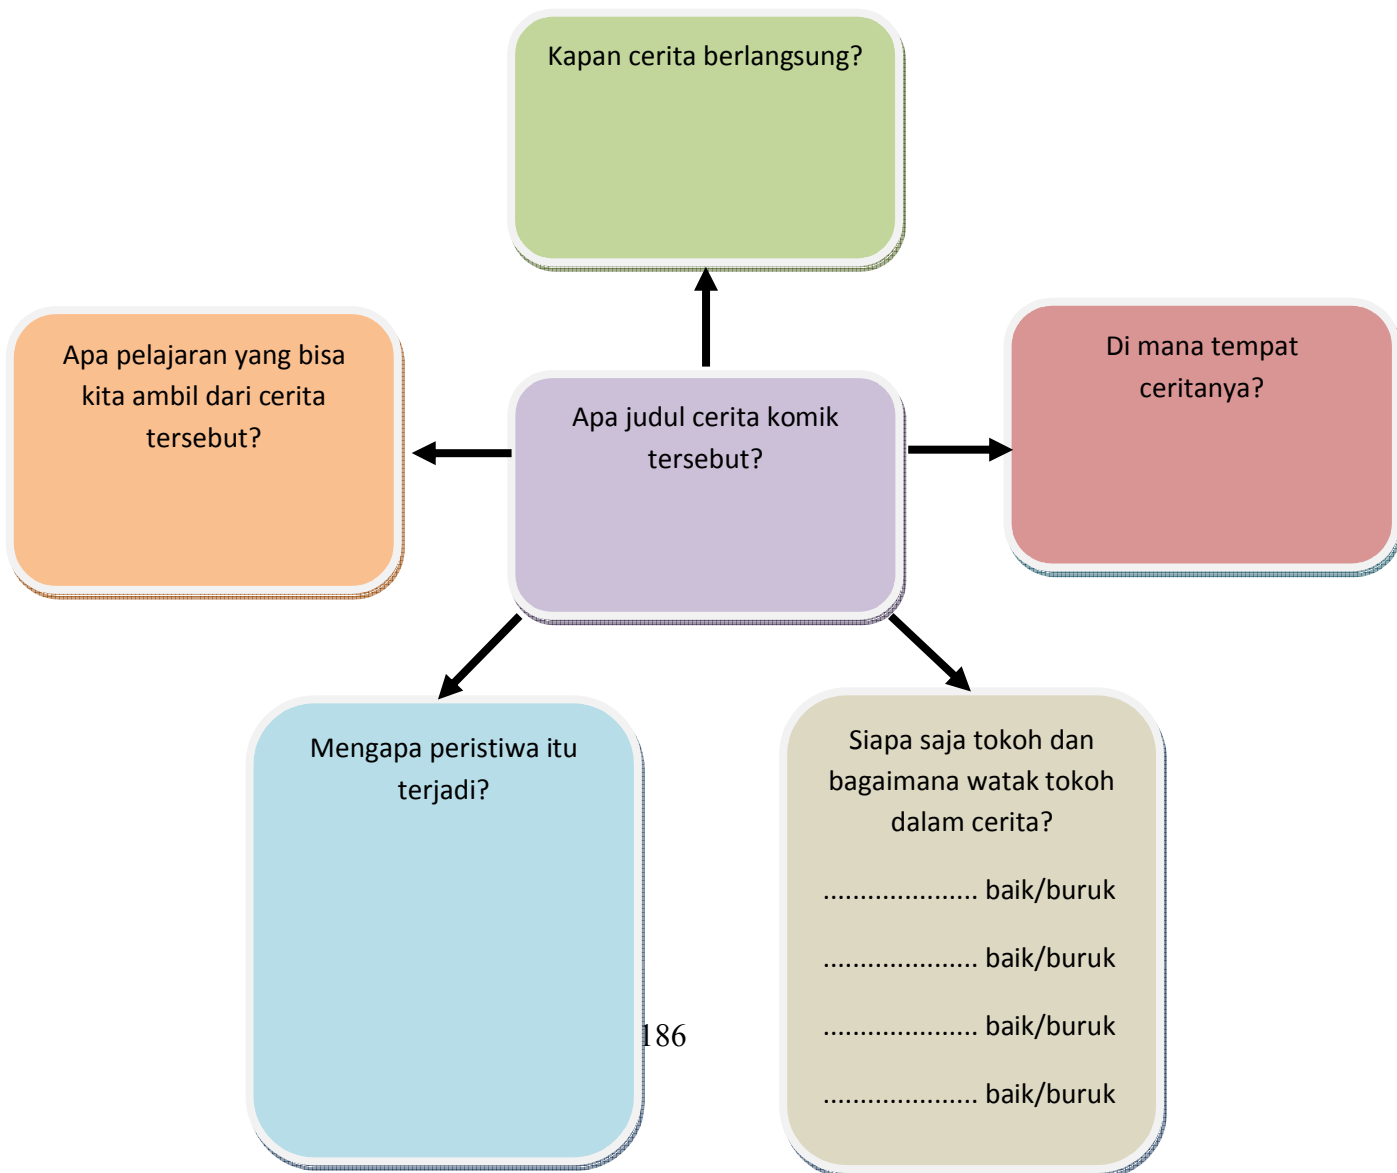 Kapan cerita berlangsung?
Apa pelajaran yang bisa
kita ambil dari cerita
tersebut?
Apa judul cerita komik
tersebut?
Di mana tempat
ceritanya?
Mengapa peristiwa itu
terjadi?
Siapa saja tokoh dan
bagaimana watak tokoh
dalam cerita?
..................... baik/buruk
..................... baik/buruk
..................... baik/buruk
..................... baik/buruk
186